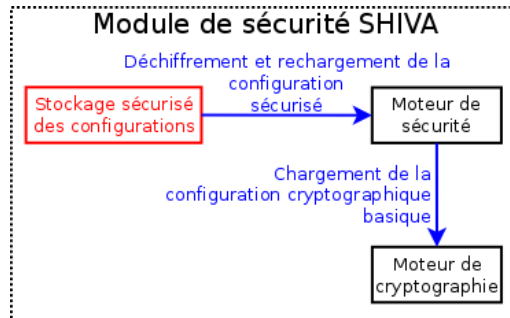 Module de sécurité SHIVA
Déchiffrement et rechargement de la
configuration
sécurisé
Stockage sécurisé
des configurations
Moteur de
sécurité
Chargement de la
configuration cryptographique
basique
Moteur de
cryptographie